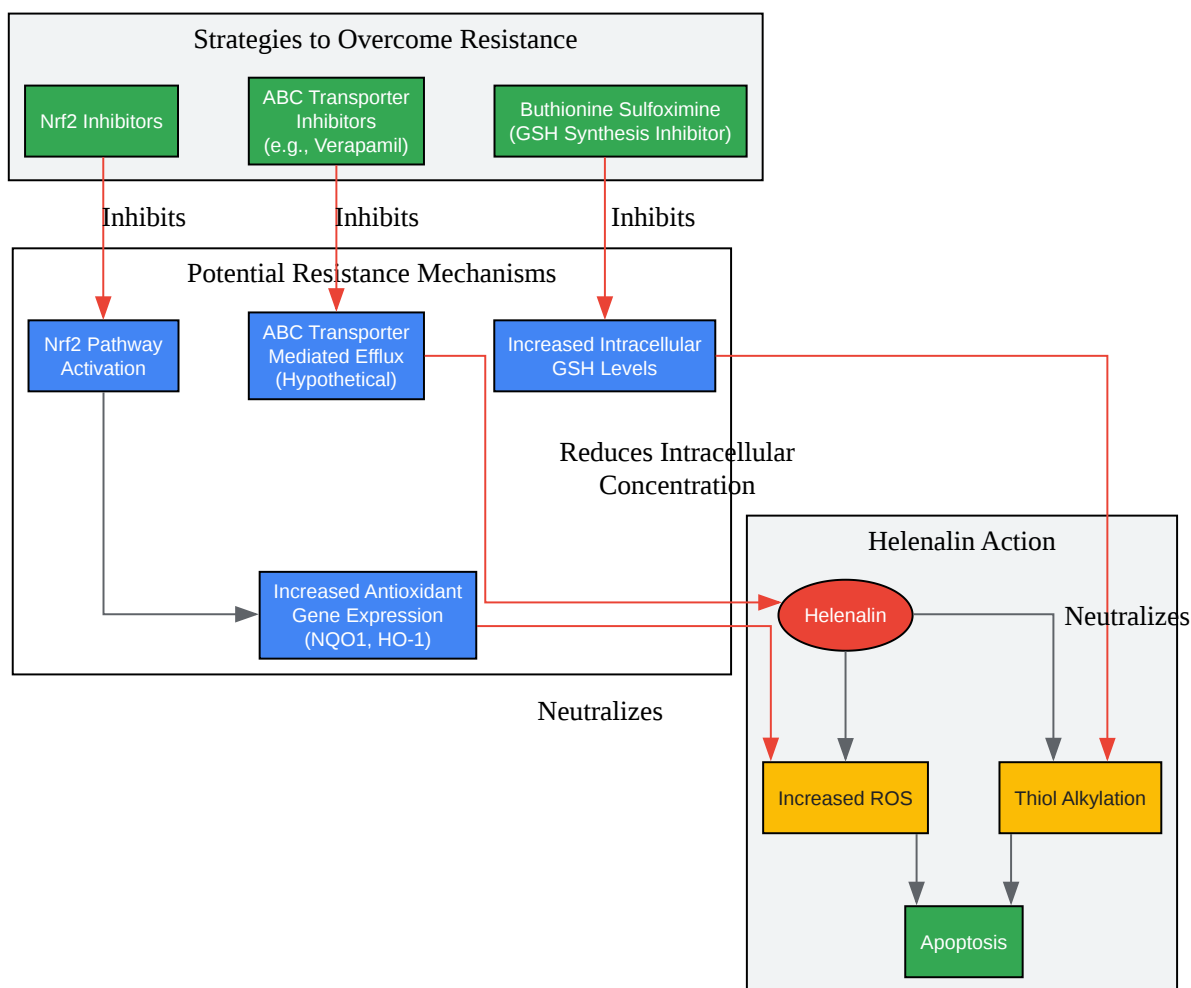 Strategies to Overcome Resistance
Nrf2 Inhibitors
ABC Transporter
Inhibitors
(e.g., Verapamil)
Buthionine Sulfoximine
(GSH Synthesis Inhibitor)
Inhibits
Inhibits
Inhibits
Potential Resistance Mechanisms
Nrf2 Pathway
Activation
ABC Transporter
Mediated Efflux
(Hypothetical)
Increased Intracellular
GSH Levels
Reduces Intracellular
Concentration
Helenalin Action
Increased Antioxidant
Gene Expression
(NQO1, HO-1)
Helenalin
Neutralizes
Neutralizes
Increased ROS
Thiol Alkylation
Apoptosis